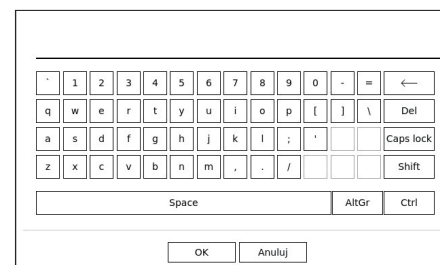 ` 1 2 3 4 5 6 7 8 9 0 - = ←
q w e r t y u i o p [ ] \ Del
a s d f g h j k l ; ' Caps lock
z x c v b n m , . / Shift
Space AltGr Ctrl
OK Anuluj